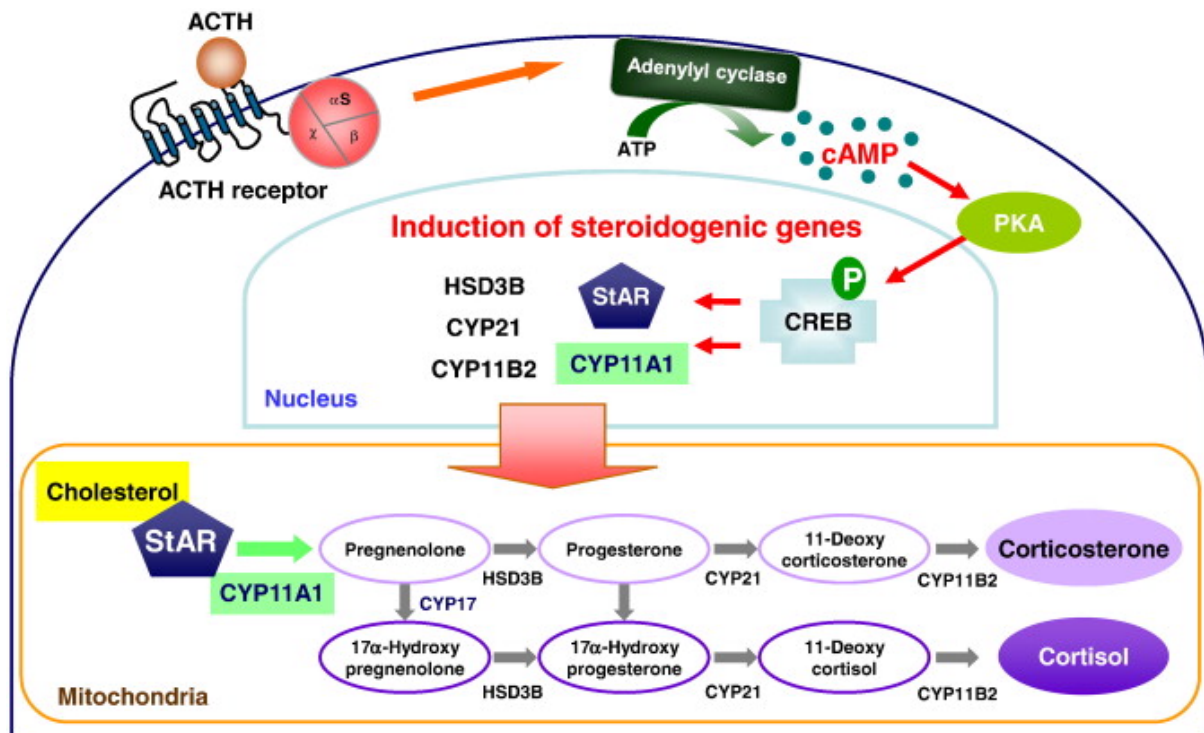 ACTH
αS
χ
β
ACTH receptor
Adenylyl cyclase
ATP
cAMP
PKA
Induction of steroidogenic genes
HSD3B
CYP21
CYP11B2
StAR
CYP11A1
P
CREB
Nucleus
Cholesterol
StAR
CYP11A1
Pregnenolone
HSD3B
Progesterone
CYP21
11-Deoxy
corticosterone
CYP11B2
Corticosterone
CYP17
17α-Hydroxy
pregnenolone
HSD3B
17α-Hydroxy
progesterone
CYP21
11-Deoxy
cortisol
CYP11B2
Cortisol
Mitochondria